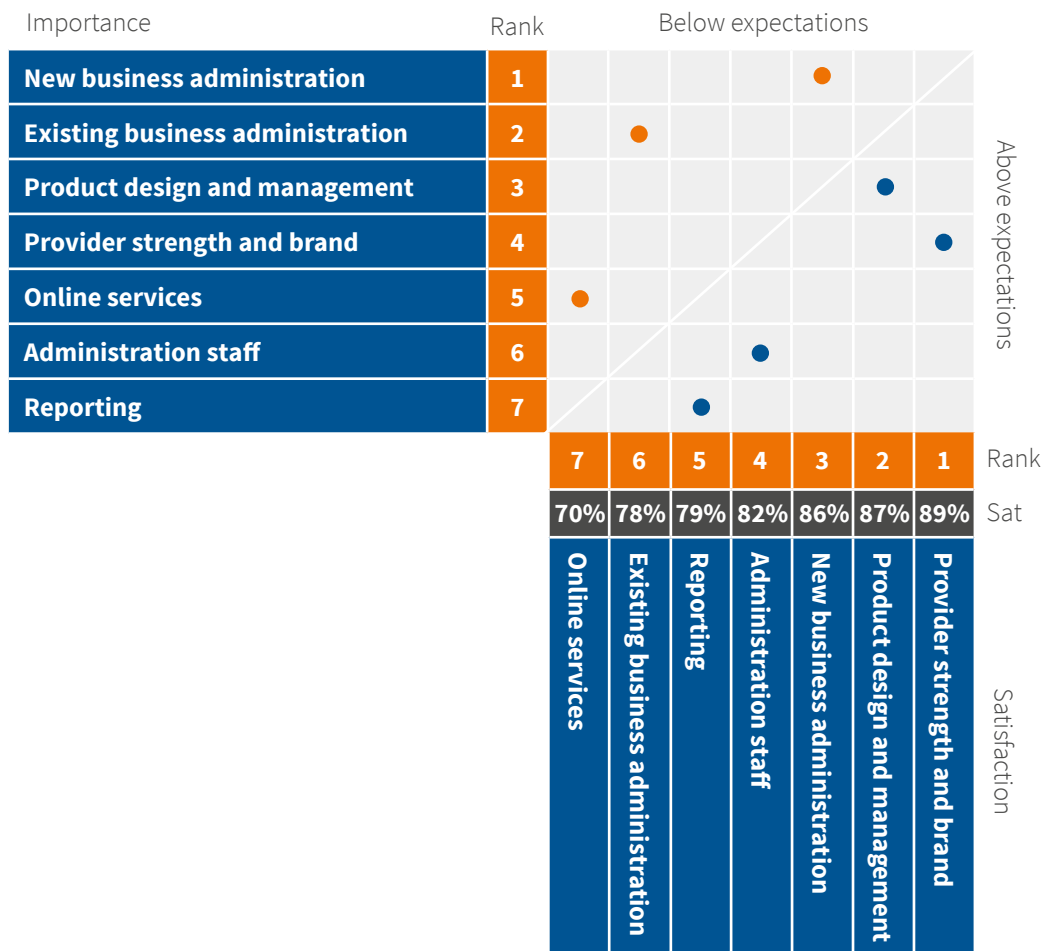 Importance Rank Below expectations
New business administration 1
Existing business administration 2
Product design and management 3
Provider strength and brand 4
Online services 5
Administration staff 6
Reporting 7
Above expectations
7 6 5 4 3 2 1 Rank
70% 78% 79% 82% 86% 87% 89% Sat
Online services
Existing business administration
Reporting
Administration staff
New business administration
Product design and management
Provider strength and brand
Satisfaction